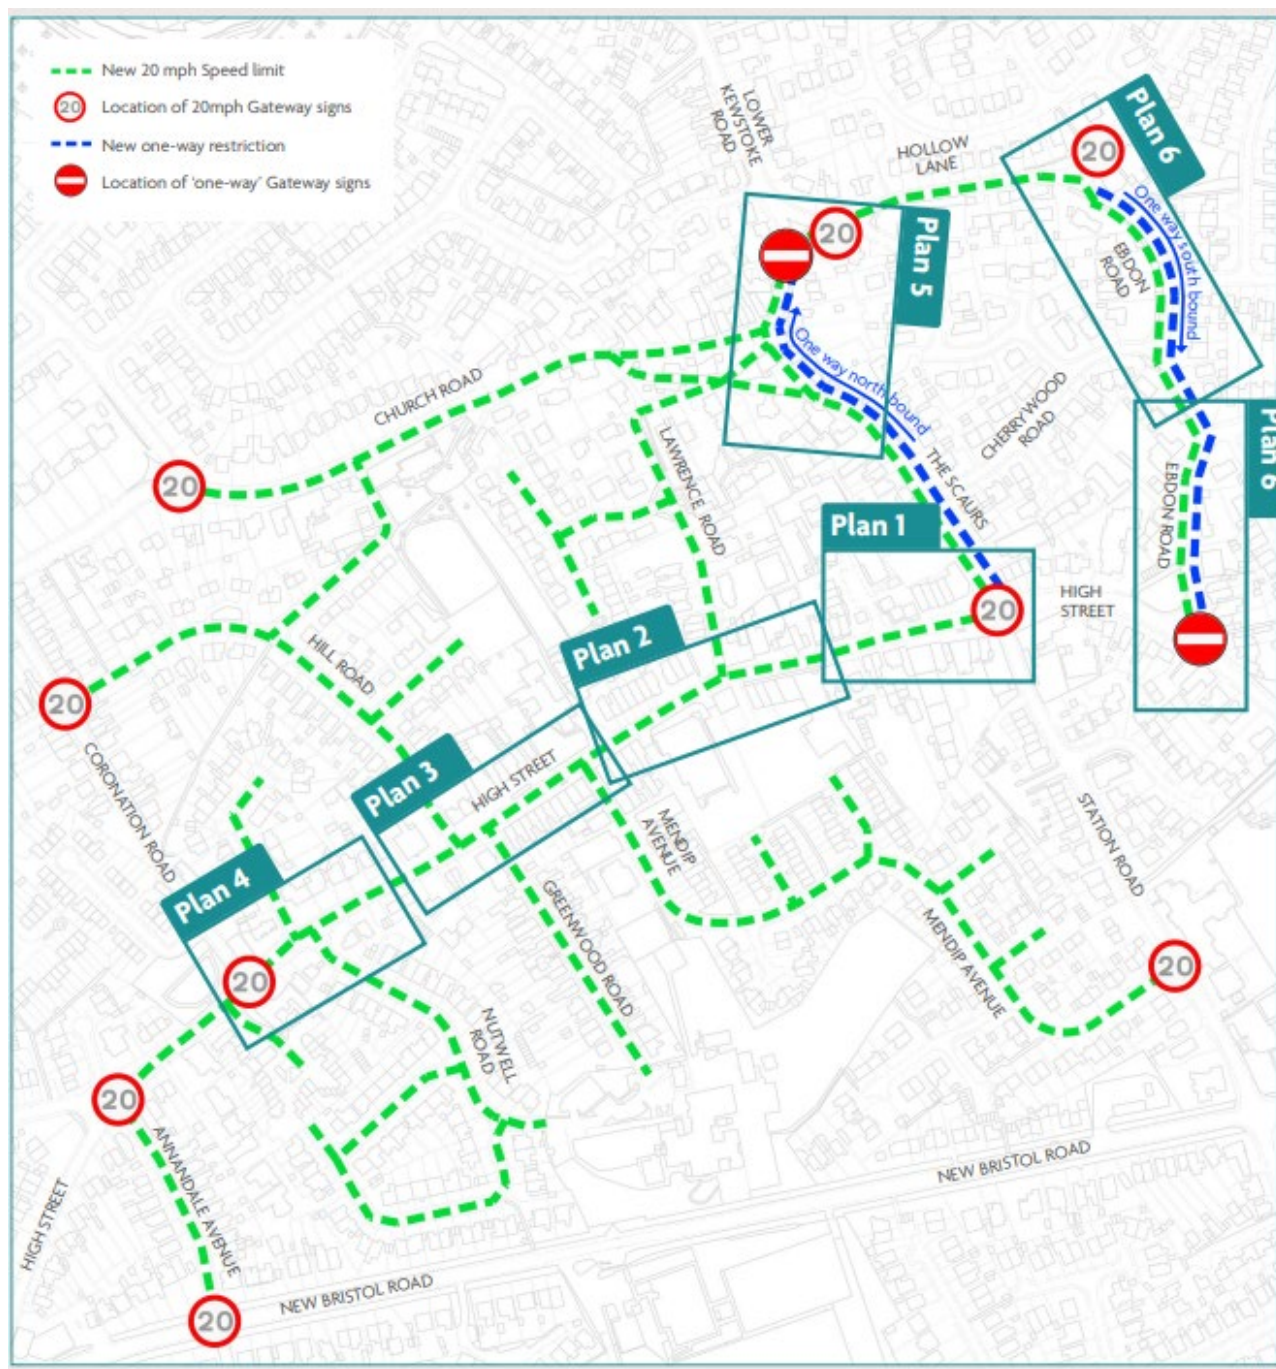 New 20 mph Speed limit
20 Location of 20mph Gateway signs
New one-way restriction
Location of 'one-way' Gateway signs
LOWER
KEWSTOKE
ROAD
HOLLOW
LANE
20
Plan 6
One way south bound
EBDON
ROAD
20
Plan 5
One way north bound
CHURCH ROAD
CHERRYWOOD
ROAD
LAWRENCE ROAD
THE SCAURS
Plan 6
EBDON ROAD
20
Plan 1
20
HIGH
STREET
Plan 2
HILL ROAD
20
CORONATION ROAD
Plan 3
HIGH STREET
MENDIP
AVENUE
STATION ROAD
Plan 4
20
GREENWOOD ROAD
MENDIP AVENUE
20
NUTWELL
ROAD
20
ANNANDALE AVENUE
HIGH STREET
NEW BRISTOL ROAD
NEW BRISTOL ROAD
20